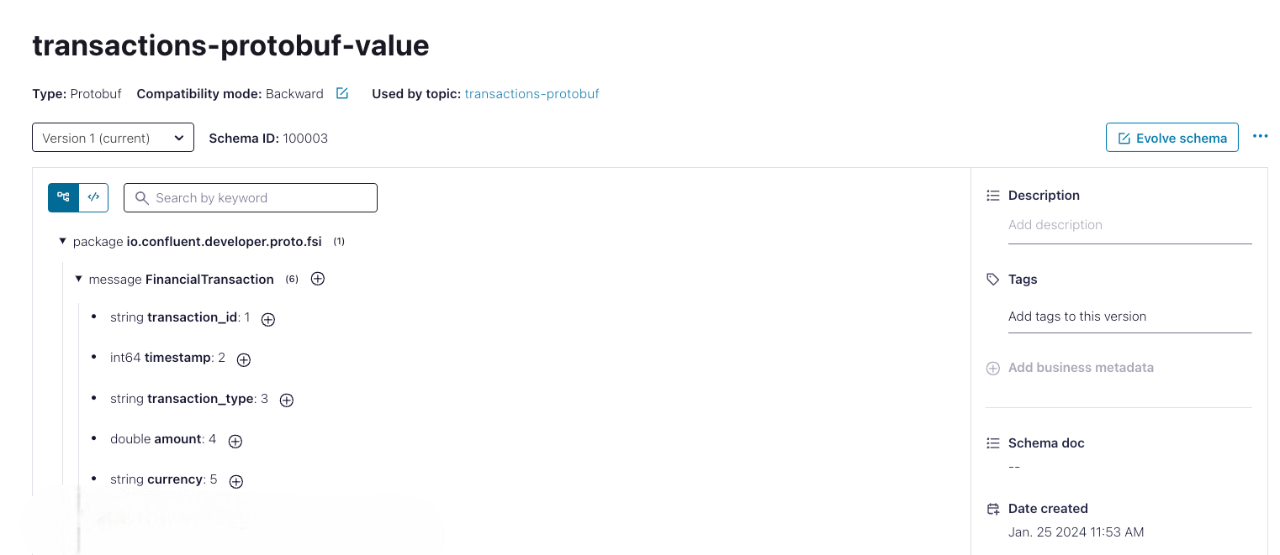 transactions-protobuf-value
Type: Protobuf Compatibility mode: Backward Used by topic: transactions-protobuf
Version 1 (current) Schema ID: 100003
Evolve schema
Search by keyword
package io.confluent.developer.proto.fsi (1)
message FinancialTransaction (6)
• string transaction_id: 1
• int64 timestamp: 2
• string transaction_type: 3
• double amount: 4
• string currency: 5
Description
Add description
Tags
Add tags to this version
Add business metadata
Schema doc
--
Date created
Jan. 25 2024 11:53 AM